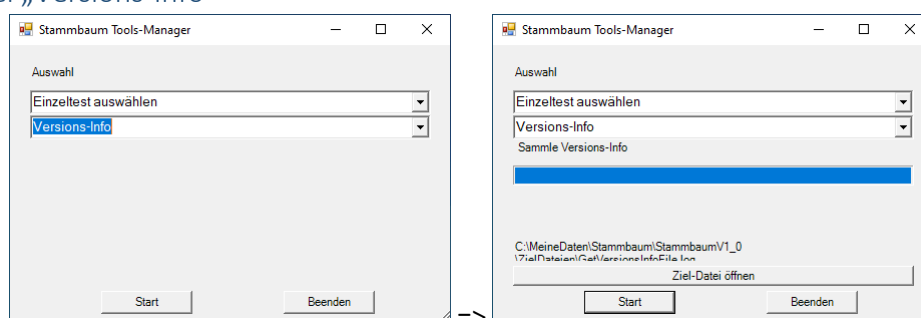 „Versions-Info
Stammbaum Tools-Manager
Auswahl
Einzeltest auswählen
Versions-Info
Start
Beenden
=>
Stammbaum Tools-Manager
Auswahl
Einzeltest auswählen
Versions-Info
Sammle Versions-Info
C:\MeineDaten\Stammbaum\StammbaumV1_0
\ZielDateien\GetVersionsInfoFile.log
Ziel-Datei öffnen
Start
Beenden